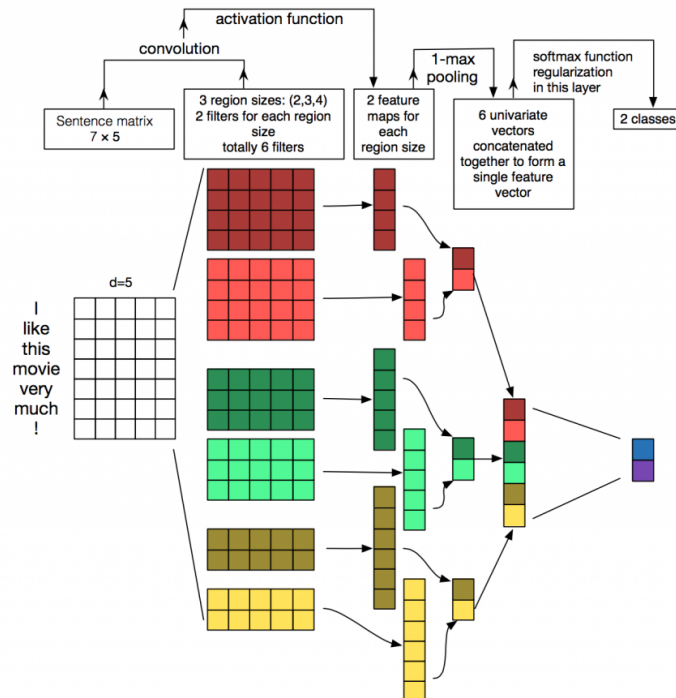 activation function
convolution
1-max
pooling
softmax function
regularization
in this layer
Sentence matrix
7 × 5
3 region sizes: (2,3,4)
2 filters for each region
size
totally 6 filters
2 feature
maps for
each
region size
6 univariate
vectors
concatenated
together to form a
single feature
vector
2 classes
d=5
I
like
this
movie
very
much
!